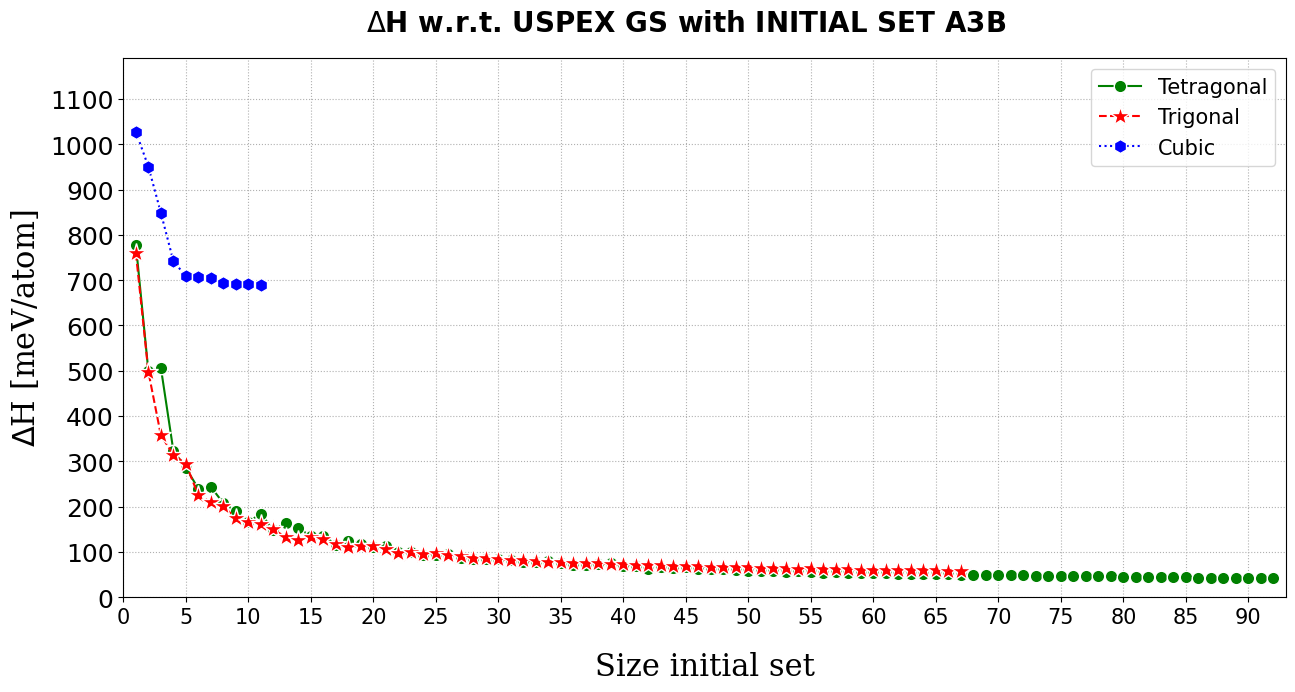 ΔH w.r.t. USPEX GS with INITIAL SET A3B
Tetragonal
Trigonal
Cubic
ΔH [meV/atom]
1100
1000
900
800
700
600
500
400
300
200
100
0
0 5 10 15 20 25 30 35 40 45 50 55 60 65 70 75 80 85 90
Size initial set